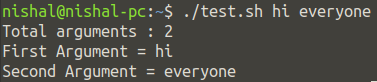 nishal@nishal-pc:~$ ./test.sh hi everyone
Total arguments : 2
First Argument = hi
Second Argument = everyone